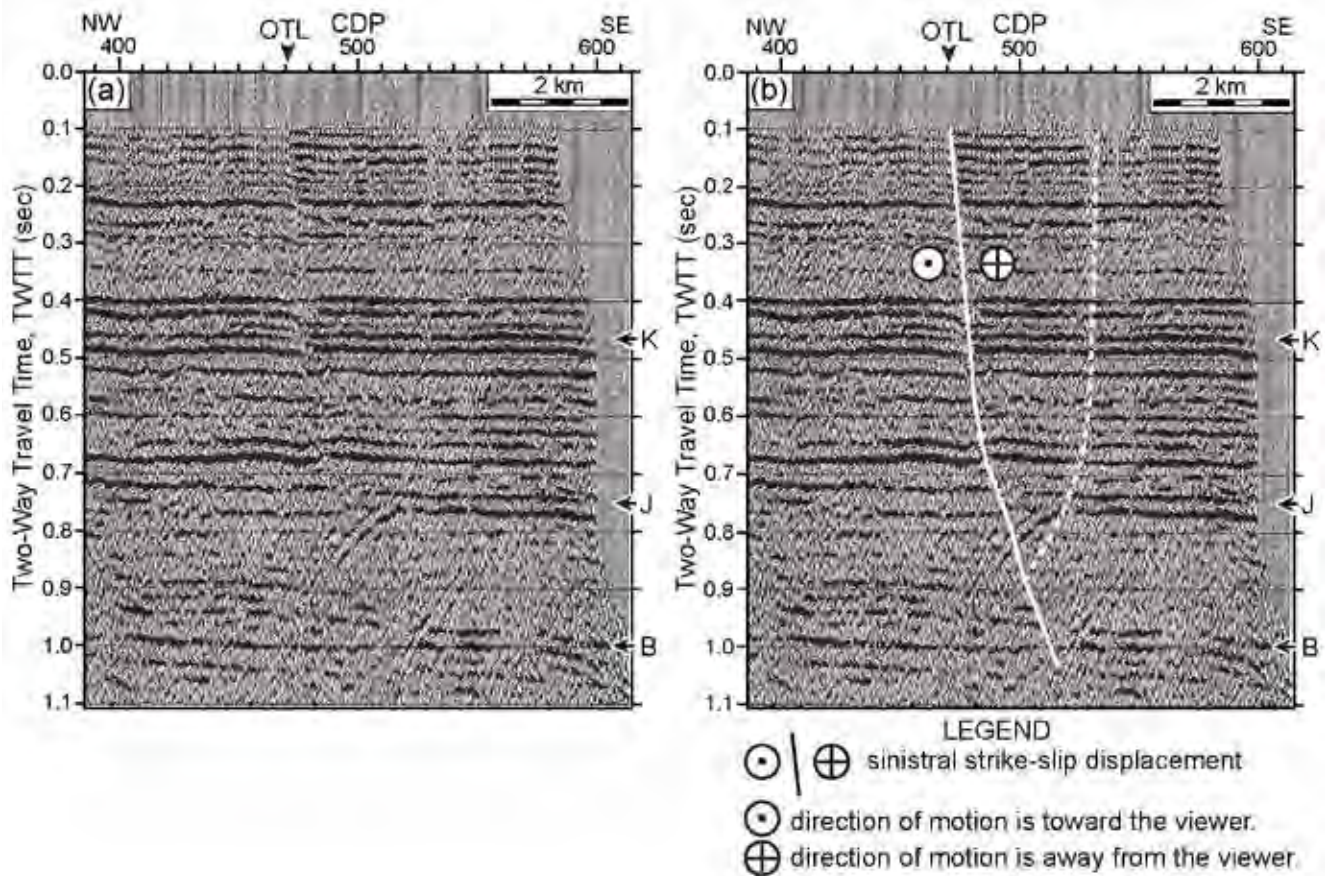 NW OTL CDP SE
400 500 600
(a)
2 km
Two-Way Travel Time, TWTT (sec)
0.0
0.1
0.2
0.3
0.4
0.5
0.6
0.7
0.8
0.9
1.0
1.1
K
J
B
NW OTL CDP SE
400 500 600
(b)
2 km
Two-Way Travel Time, TWTT (sec)
0.0
0.1
0.2
0.3
0.4
0.5
0.6
0.7
0.8
0.9
1.0
1.1
K
J
B
LEGEND
sinistral strike-slip displacement
direction of motion is toward the viewer.
direction of motion is away from the viewer.